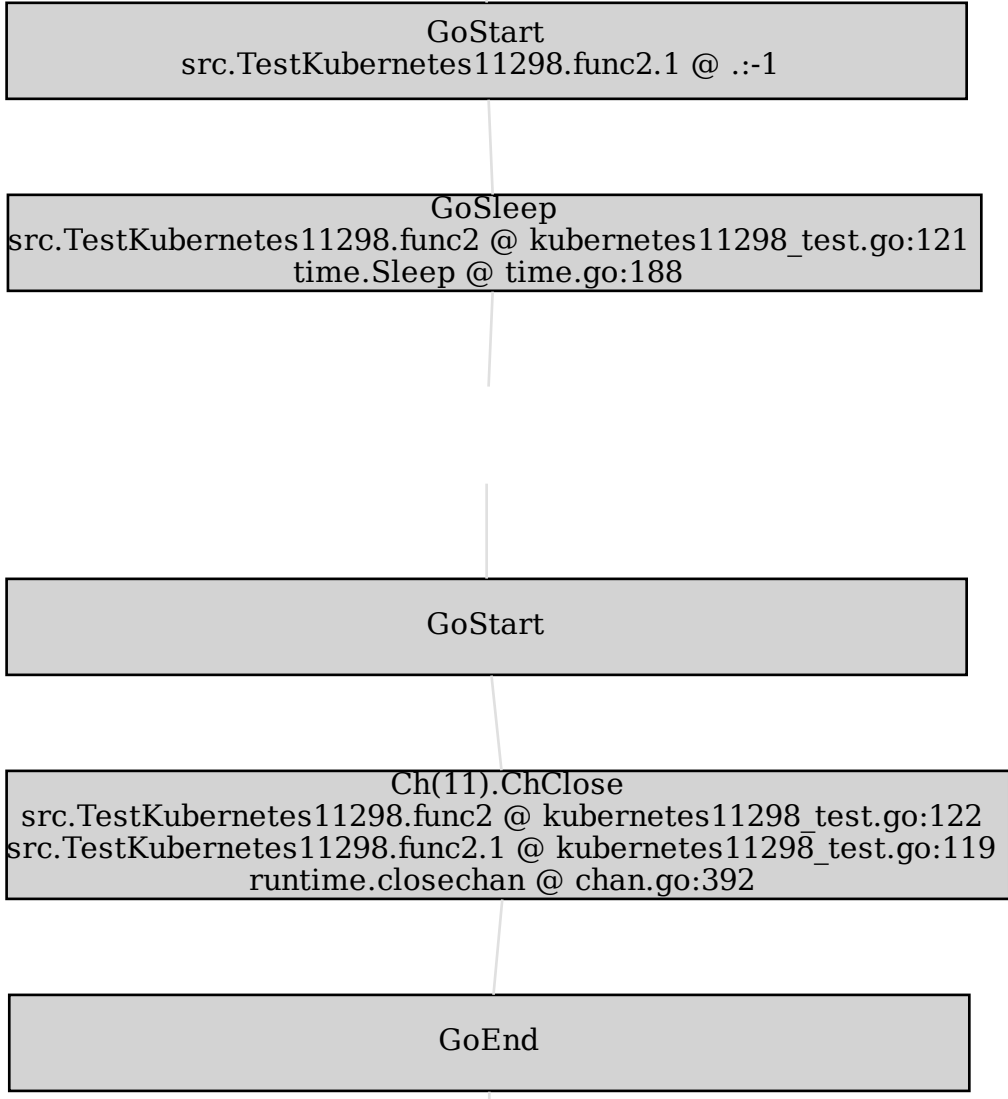 GoStart
src.TestKubernetes11298.func2.1 @ .:-1
GoSleep
src.TestKubernetes11298.func2 @ kubernetes11298_test.go:121
time.Sleep @ time.go:188
GoStart
Ch(11).ChClose
src.TestKubernetes11298.func2 @ kubernetes11298_test.go:122
src.TestKubernetes11298.func2.1 @ kubernetes11298_test.go:119
runtime.closechan @ chan.go:392
GoEnd